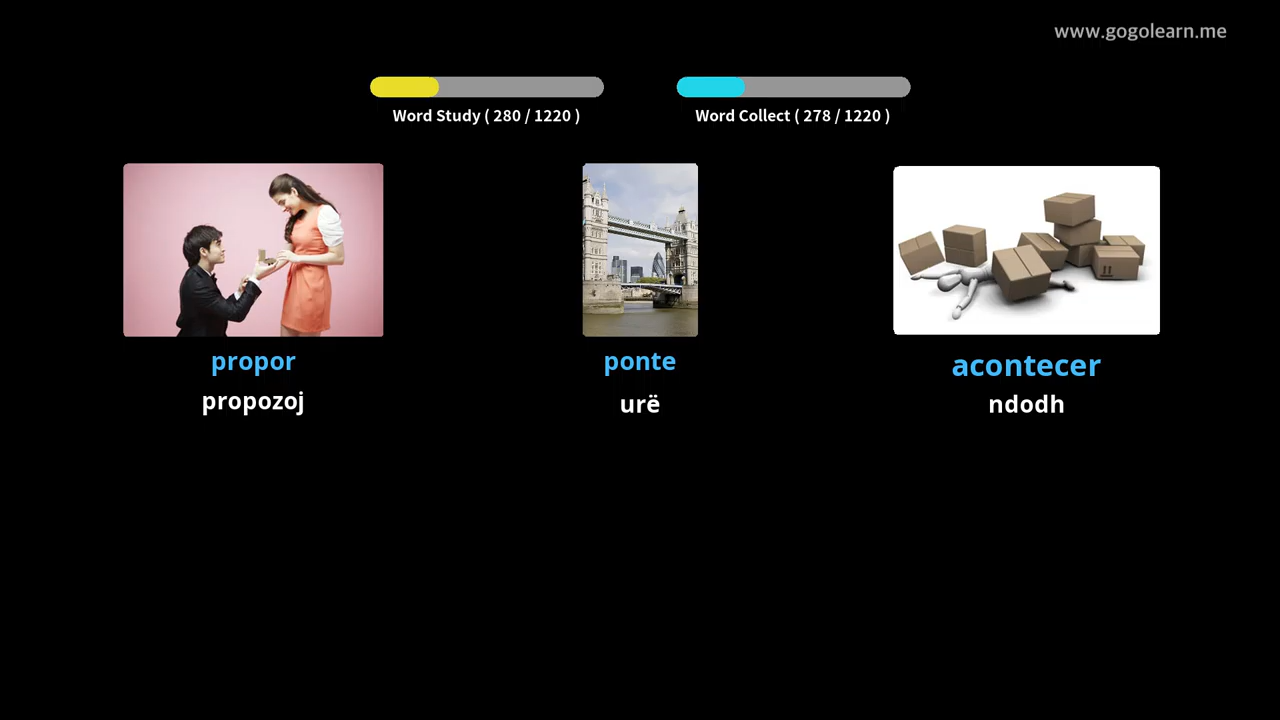 www.gogolearn.me
Word Study ( 280 / 1220 )
Word Collect ( 278 / 1220 )
propor
propozoj
ponte
urë
acontecer
ndodh